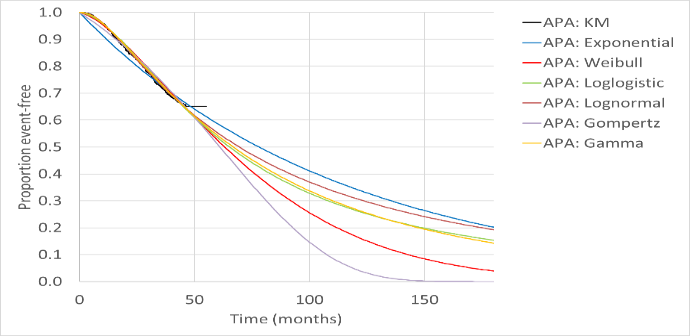 1.0
0.9
0.8
0.7
0.6
0.5
0.4
0.3
0.2
0.1
0.0
Proportion event-free
0 50 100 150
Time (months)
APA: KM
APA: Exponential
APA: Weibull
APA: Loglogistic
APA: Lognormal
APA: Gompertz
APA: Gamma